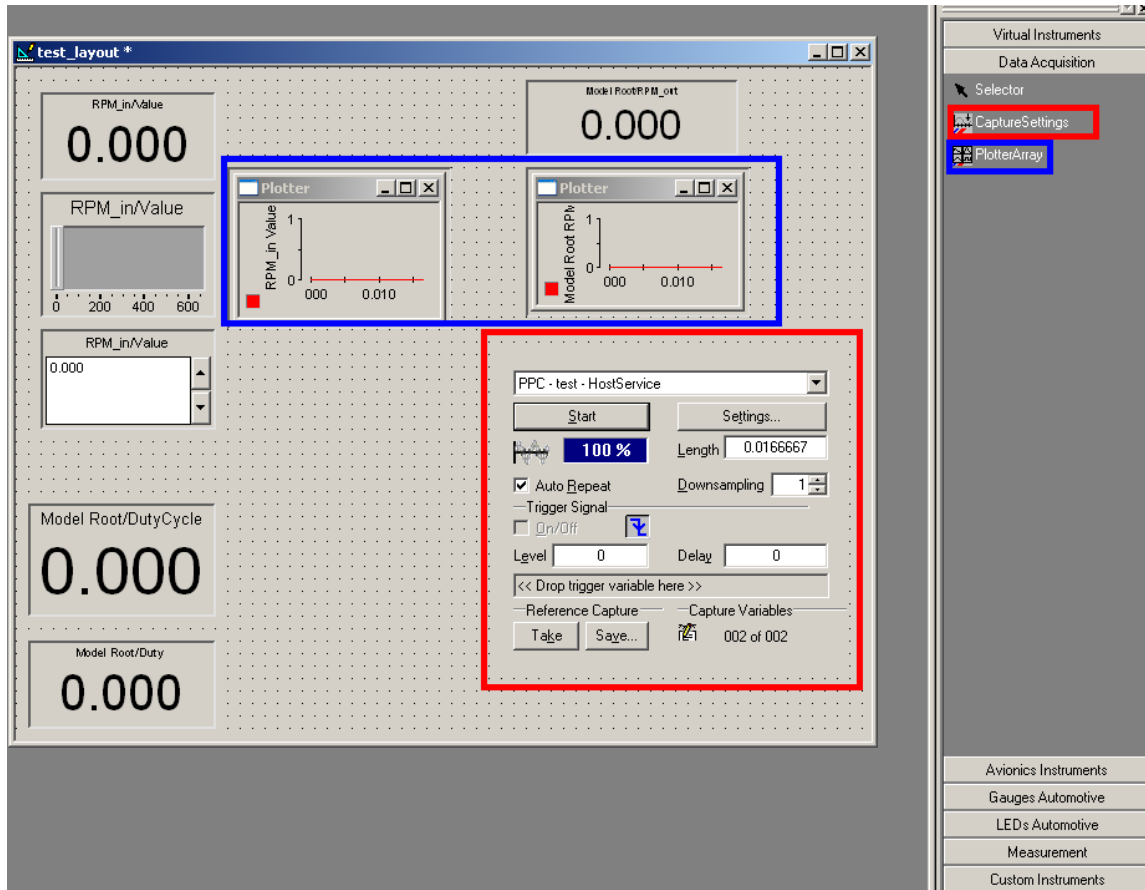 test_layout *
RPM_in/Value
0.000
RPM_in/Value
0 200 400 600
RPM_in/Value
0.000
Model Root/DutyCycle
0.000
Model Root/Duty
0.000
Plotter
RPM_in Value
1
0
000 0.010
Model Root/RPM_out
0.000
Plotter
Model Root RPM
1
0
000 0.010
PPC - test - HostService
Start Settings...
100 % Length 0.0166667
Auto Repeat Downsampling 1
Trigger Signal
On/Off
Level 0 Delay 0
<< Drop trigger variable here >>
Reference Capture Capture Variables
Take Save... 002 of 002
Virtual Instruments
Data Acquisition
Selector
CaptureSettings
PlotterArray
Avionics Instruments
Gauges Automotive
LEDs Automotive
Measurement
Custom Instruments